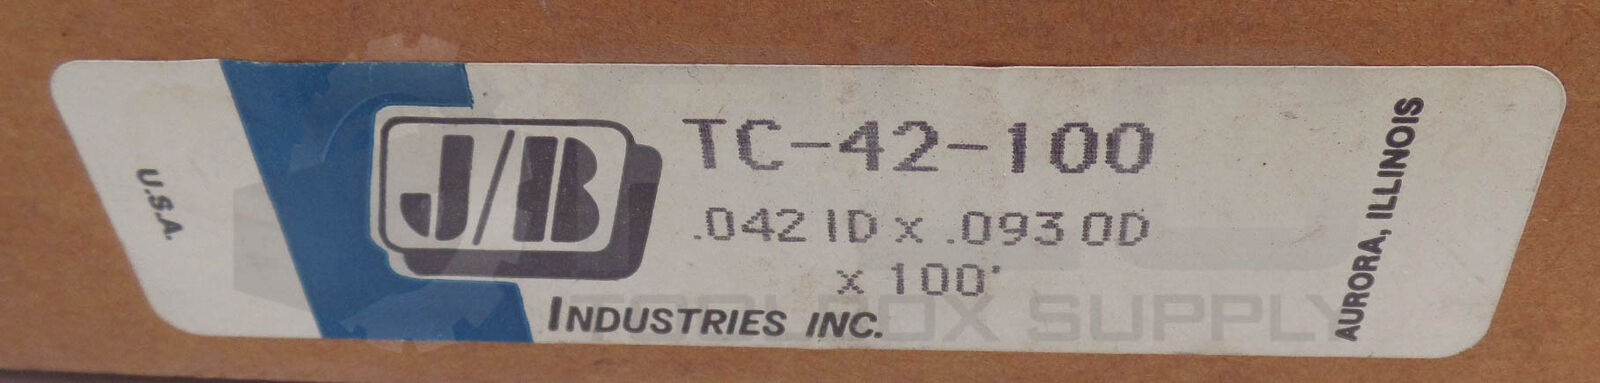 U.S.A.
J/B
INDUSTRIES INC.
TC-42-100
.042 ID x .093 OD
x 100'
AURORA, ILLINOIS
TOOLBOX SUPPLY